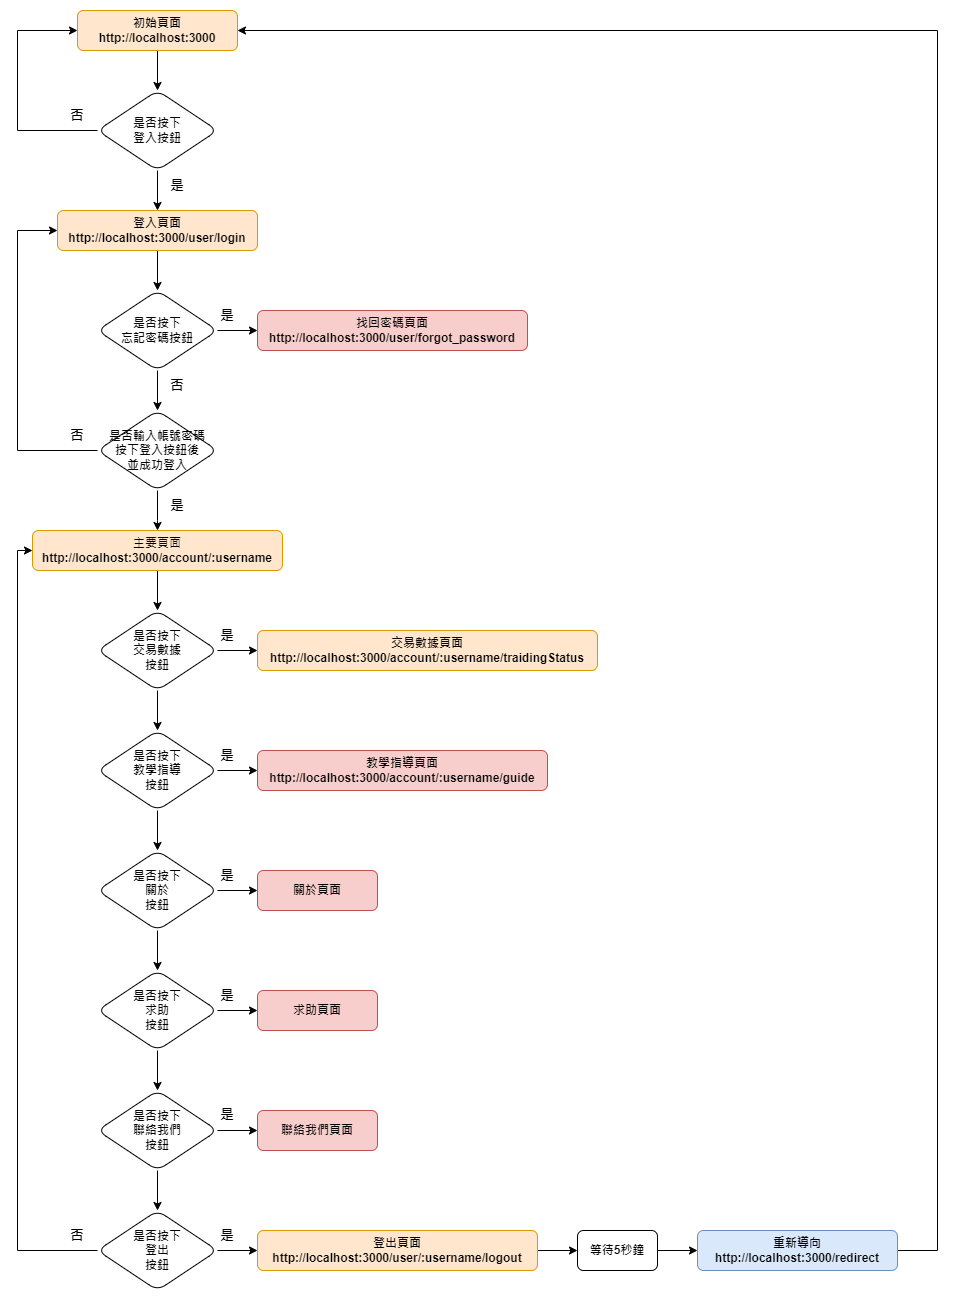 初始頁面
http://localhost:3000
否
是否按下
登入按鈕
是
登入頁面
http://localhost:3000/user/login
是否按下
忘記密碼按鈕
是
找回密碼頁面
http://localhost:3000/user/forgot_password
否
否
是否輸入帳號密碼
按下登入按鈕後
並成功登入
是
主要頁面
http://localhost:3000/account/:username
是否按下
交易數據
按鈕
是
交易數據頁面
http://localhost:3000/account/:username/traidingStatus
是否按下
教學指導
按鈕
是
教學指導頁面
http://localhost:3000/account/:username/guide
是否按下
關於
按鈕
是
關於頁面
是否按下
求助
按鈕
是
求助頁面
是否按下
聯絡我們
按鈕
是
聯絡我們頁面
否
是否按下
登出
按鈕
是
登出頁面
http://localhost:3000/user/:username/logout
等待5秒鐘
重新導向
http://localhost:3000/redirect